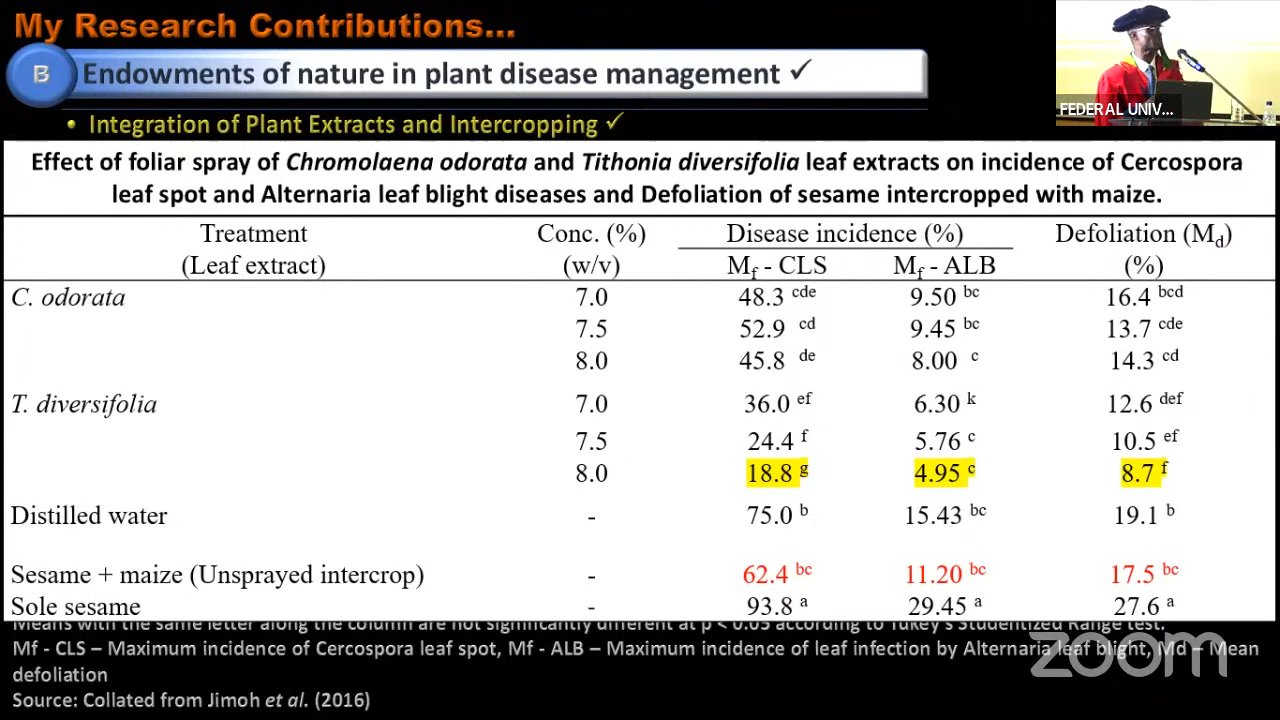 My Research Contributions...
B Endowments of nature in plant disease management ✓
• Integration of Plant Extracts and Intercropping ✓
FEDERAL UNIV...
Effect of foliar spray of Chromolaena odorata and Tithonia diversifolia leaf extracts on incidence of Cercospora
leaf spot and Alternaria leaf blight diseases and Defoliation of sesame intercropped with maize.
Treatment Conc. (%) Disease incidence (%) Defoliation (Md)
(Leaf extract) (w/v) Mf - CLS Mf - ALB (%)
C. odorata 7.0 48.3 cde 9.50 bc 16.4 bcd
7.5 52.9 cd 9.45 bc 13.7 cde
8.0 45.8 de 8.00 c 14.3 cd
T. diversifolia 7.0 36.0 ef 6.30 k 12.6 def
7.5 24.4 f 5.76 c 10.5 ef
8.0 18.8 g 4.95 c 8.7 f
Distilled water - 75.0 b 15.43 bc 19.1 b
Sesame + maize (Unsprayed intercrop) - 62.4 bc 11.20 bc 17.5 bc
Sole sesame - 93.8 a 29.45 a 27.6 a
Means with the same letter along the column are not significantly different at p < 0.05 according to Tukey's Studentized Range test.
Mf - CLS – Maximum incidence of Cercospora leaf spot, Mf - ALB – Maximum incidence of leaf infection by Alternaria leaf blight, Md – Mean
defoliation
Source: Collated from Jimoh et al. (2016)
zoom